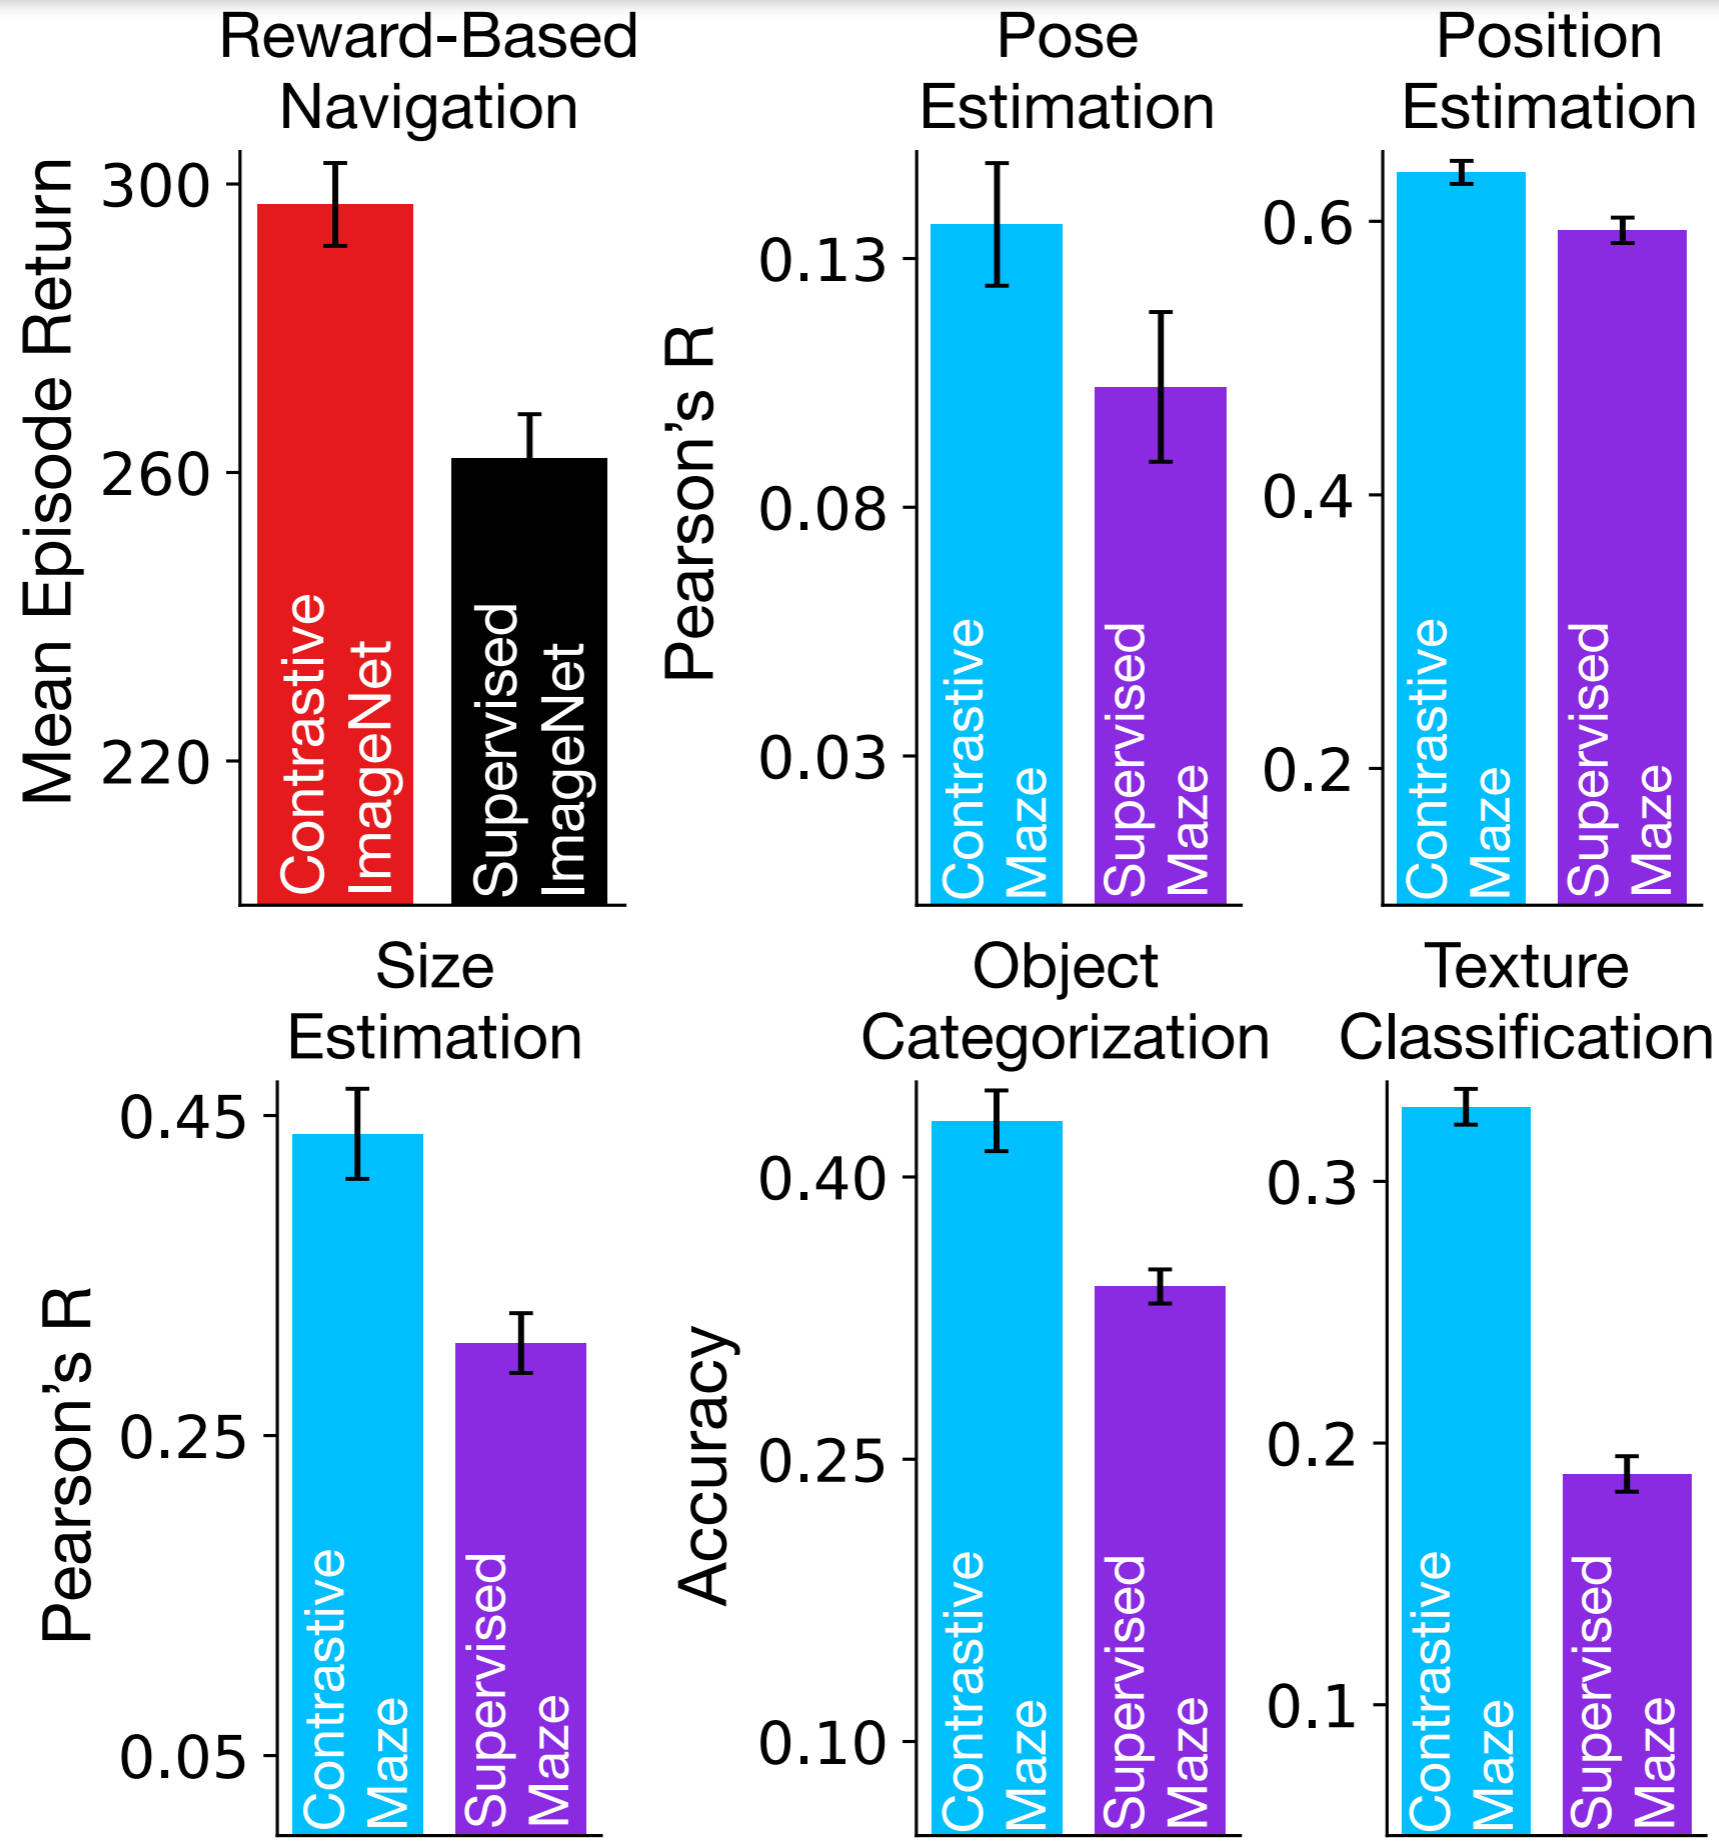 Reward-Based
Navigation
Mean Episode Return
300
260
220
Contrastive
ImageNet
Supervised
ImageNet
Pose
Estimation
Pearson's R
0.13
0.08
0.03
Contrastive
Maze
Supervised
Maze
Position
Estimation
0.6
0.4
0.2
Contrastive
Maze
Supervised
Maze
Size
Estimation
Pearson's R
0.45
0.25
0.05
Contrastive
Maze
Supervised
Maze
Object
Categorization
Accuracy
0.40
0.25
0.10
Contrastive
Maze
Supervised
Maze
Texture
Classification
0.3
0.2
0.1
Contrastive
Maze
Supervised
Maze